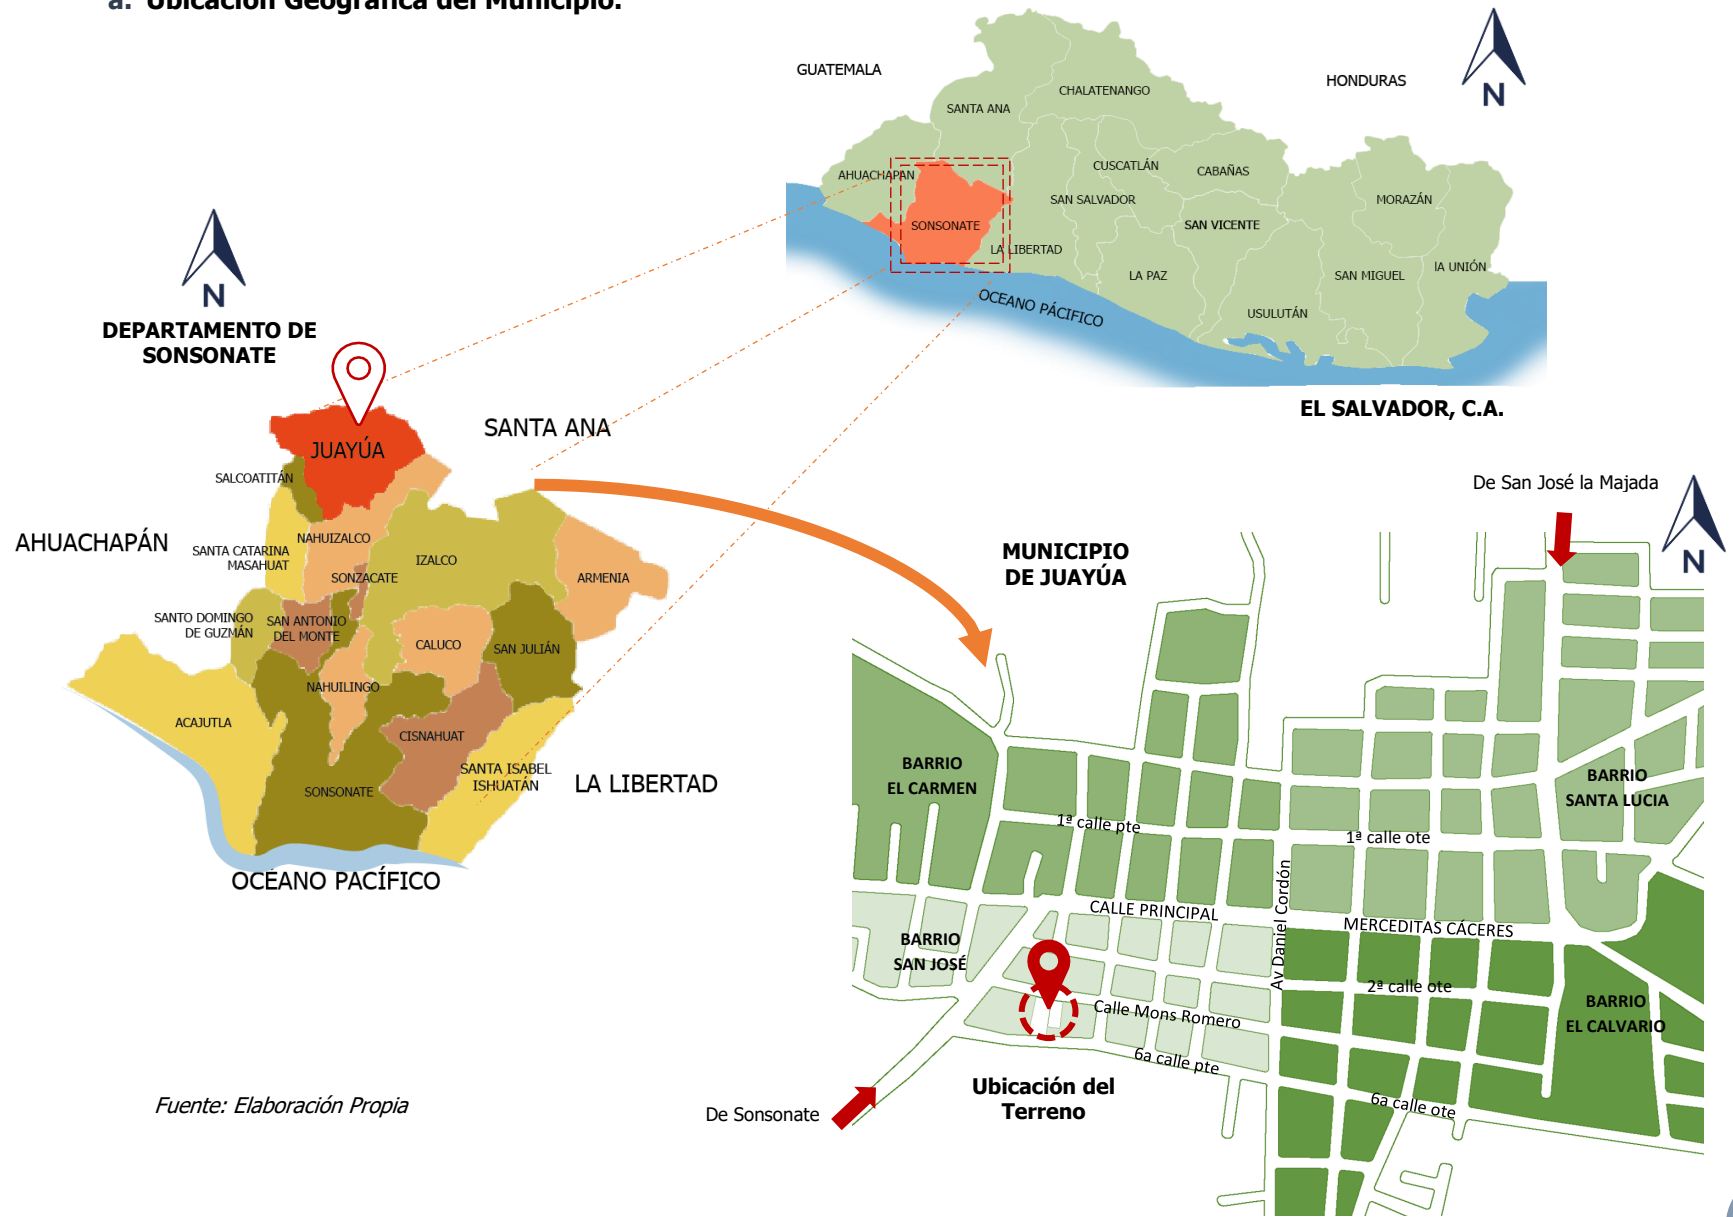 a. Ubicación Geográfica del Municipio.
GUATEMALA
HONDURAS
N
CHALATENANGO
SANTA ANA
CUSCATLÁN
CABAÑAS
AHUACHAPAN
SAN SALVADOR
MORAZÁN
SONSONATE
SAN VICENTE
LA LIBERTAD
LA PAZ
SAN MIGUEL
lA UNIÓN
USULUTÁN
OCEANO PÁCIFICO
EL SALVADOR, C.A.
N
DEPARTAMENTO DE
SONSONATE
SANTA ANA
JUAYÚA
SALCOATITÁN
AHUACHAPÁN
NAHUIZALCO
SANTA CATARINA
MASAHUAT
IZALCO
SONZACATE
ARMENIA
SANTO DOMINGO
DE GUZMÁN
SAN ANTONIO
DEL MONTE
CALUCO
SAN JULIÁN
NAHUILINGO
ACAJUTLA
CISNAHUAT
SANTA ISABEL
ISHUATÁN
SONSONATE
LA LIBERTAD
OCÉANO PACÍFICO
Fuente: Elaboración Propia
De San José la Majada
N
MUNICIPIO
DE JUAYÚA
BARRIO
EL CARMEN
BARRIO
SANTA LUCIA
1ª calle pte
1ª calle ote
CALLE PRINCIPAL
MERCEDITAS CÁCERES
Av Daniel Cordón
BARRIO
SAN JOSÉ
2ª calle ote
Calle Mons Romero
BARRIO
EL CALVARIO
6a calle pte
6a calle ote
Ubicación del
Terreno
De Sonsonate